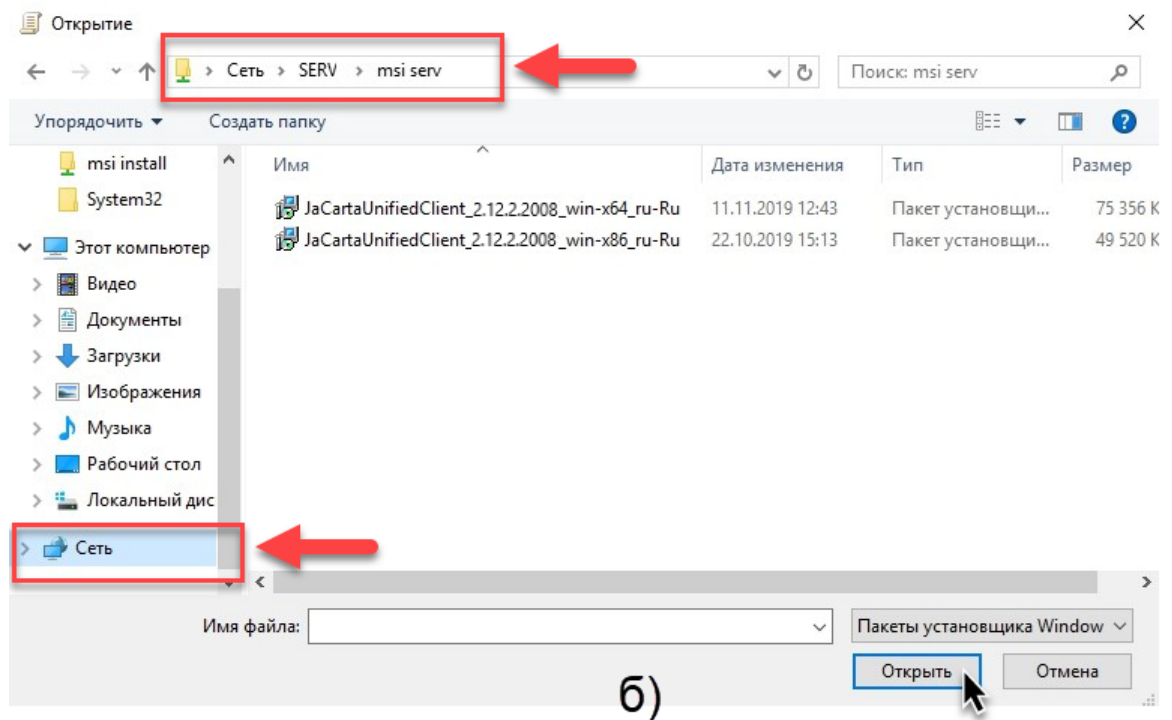 Открытие
Сеть > SERV > msi serv
Поиск: msi serv
Упорядочить
Создать папку
msi install
System32
Этот компьютер
Видео
Документы
Загрузки
Изображения
Музыка
Рабочий стол
Локальный дис
Сеть
Имя Дата изменения Тип Размер
JaCartaUnifiedClient_2.12.2.2008_win-x64_ru-Ru 11.11.2019 12:43 Пакет установщи... 75 356 К
JaCartaUnifiedClient_2.12.2.2008_win-x86_ru-Ru 22.10.2019 15:13 Пакет установщи... 49 520 К
Имя файла:
Пакеты установщика Window
Открыть
Отмена
б)